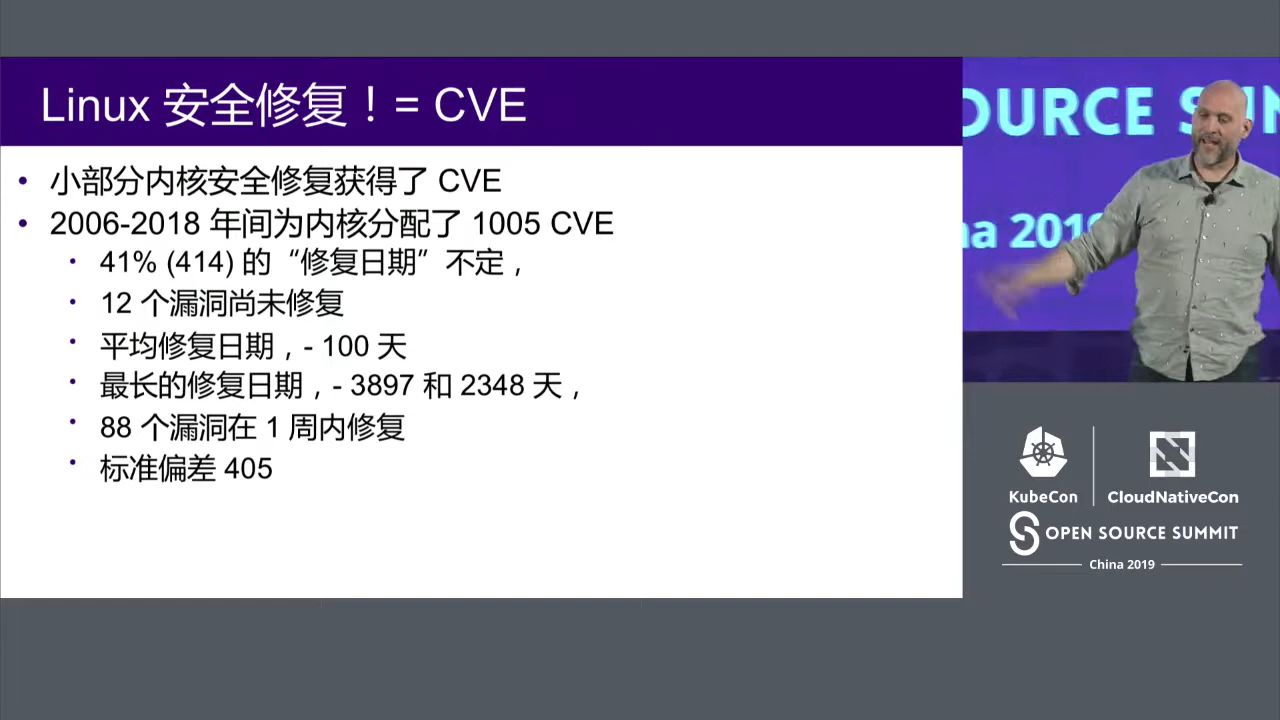 Linux 安全修复！= CVE
• 小部分内核安全修复获得了 CVE
• 2006-2018 年间为内核分配了 1005 CVE
• 41% (414) 的“修复日期”不定，
• 12 个漏洞尚未修复
• 平均修复日期，- 100 天
• 最长的修复日期，- 3897 和 2348 天，
• 88 个漏洞在 1 周内修复
• 标准偏差 405
OURCE SU
na 2019
KubeCon
CloudNativeCon
OPEN SOURCE SUMMIT
China 2019